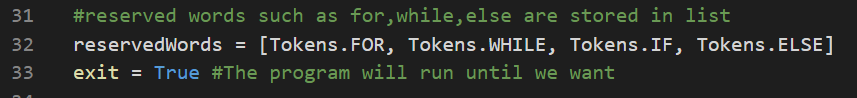 31 #reserved words such as for,while,else are stored in list
32 reservedWords = [Tokens.FOR, Tokens.WHILE, Tokens.IF, Tokens.ELSE]
33 exit = True #The program will run until we want